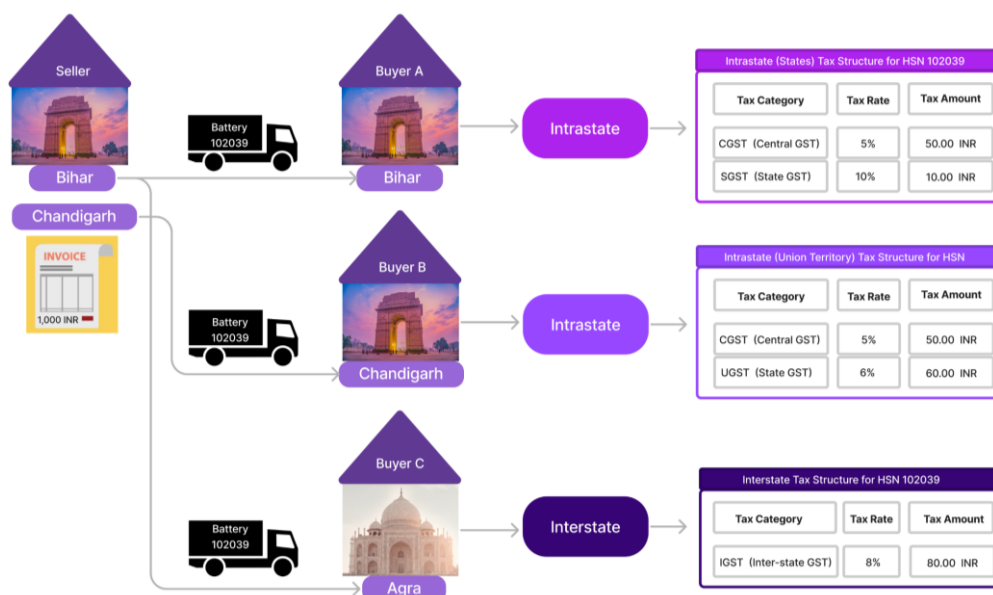 Seller
Bihar
Chandigarh
INVOICE
1,000 INR
Battery
102039
Buyer A
Bihar
Intrastate
Intrastate (States) Tax Structure for HSN 102039
Tax Category Tax Rate Tax Amount
CGST (Central GST) 5% 50.00 INR
SGST (State GST) 10% 10.00 INR
Battery
102039
Buyer B
Chandigarh
Intrastate
Intrastate (Union Territory) Tax Structure for HSN
Tax Category Tax Rate Tax Amount
CGST (Central GST) 5% 50.00 INR
UGST (State GST) 6% 60.00 INR
Battery
102039
Buyer C
Agra
Interstate
Interstate Tax Structure for HSN 102039
Tax Category Tax Rate Tax Amount
IGST (Inter-state GST) 8% 80.00 INR